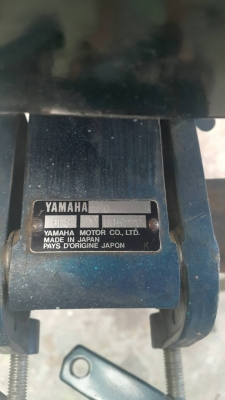 YAMAHA
YAMAHA MOTOR CO., LTD.
MADE IN JAPAN
PAYS D'ORIGINE JAPON K